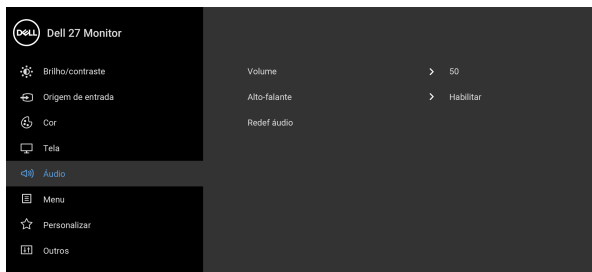 DELL Dell 27 Monitor
Brilho/contraste
Origem de entrada
Cor
Tela
Áudio
Menu
Personalizar
Outros
Volume > 50
Alto-falante > Habilitar
Redef áudio